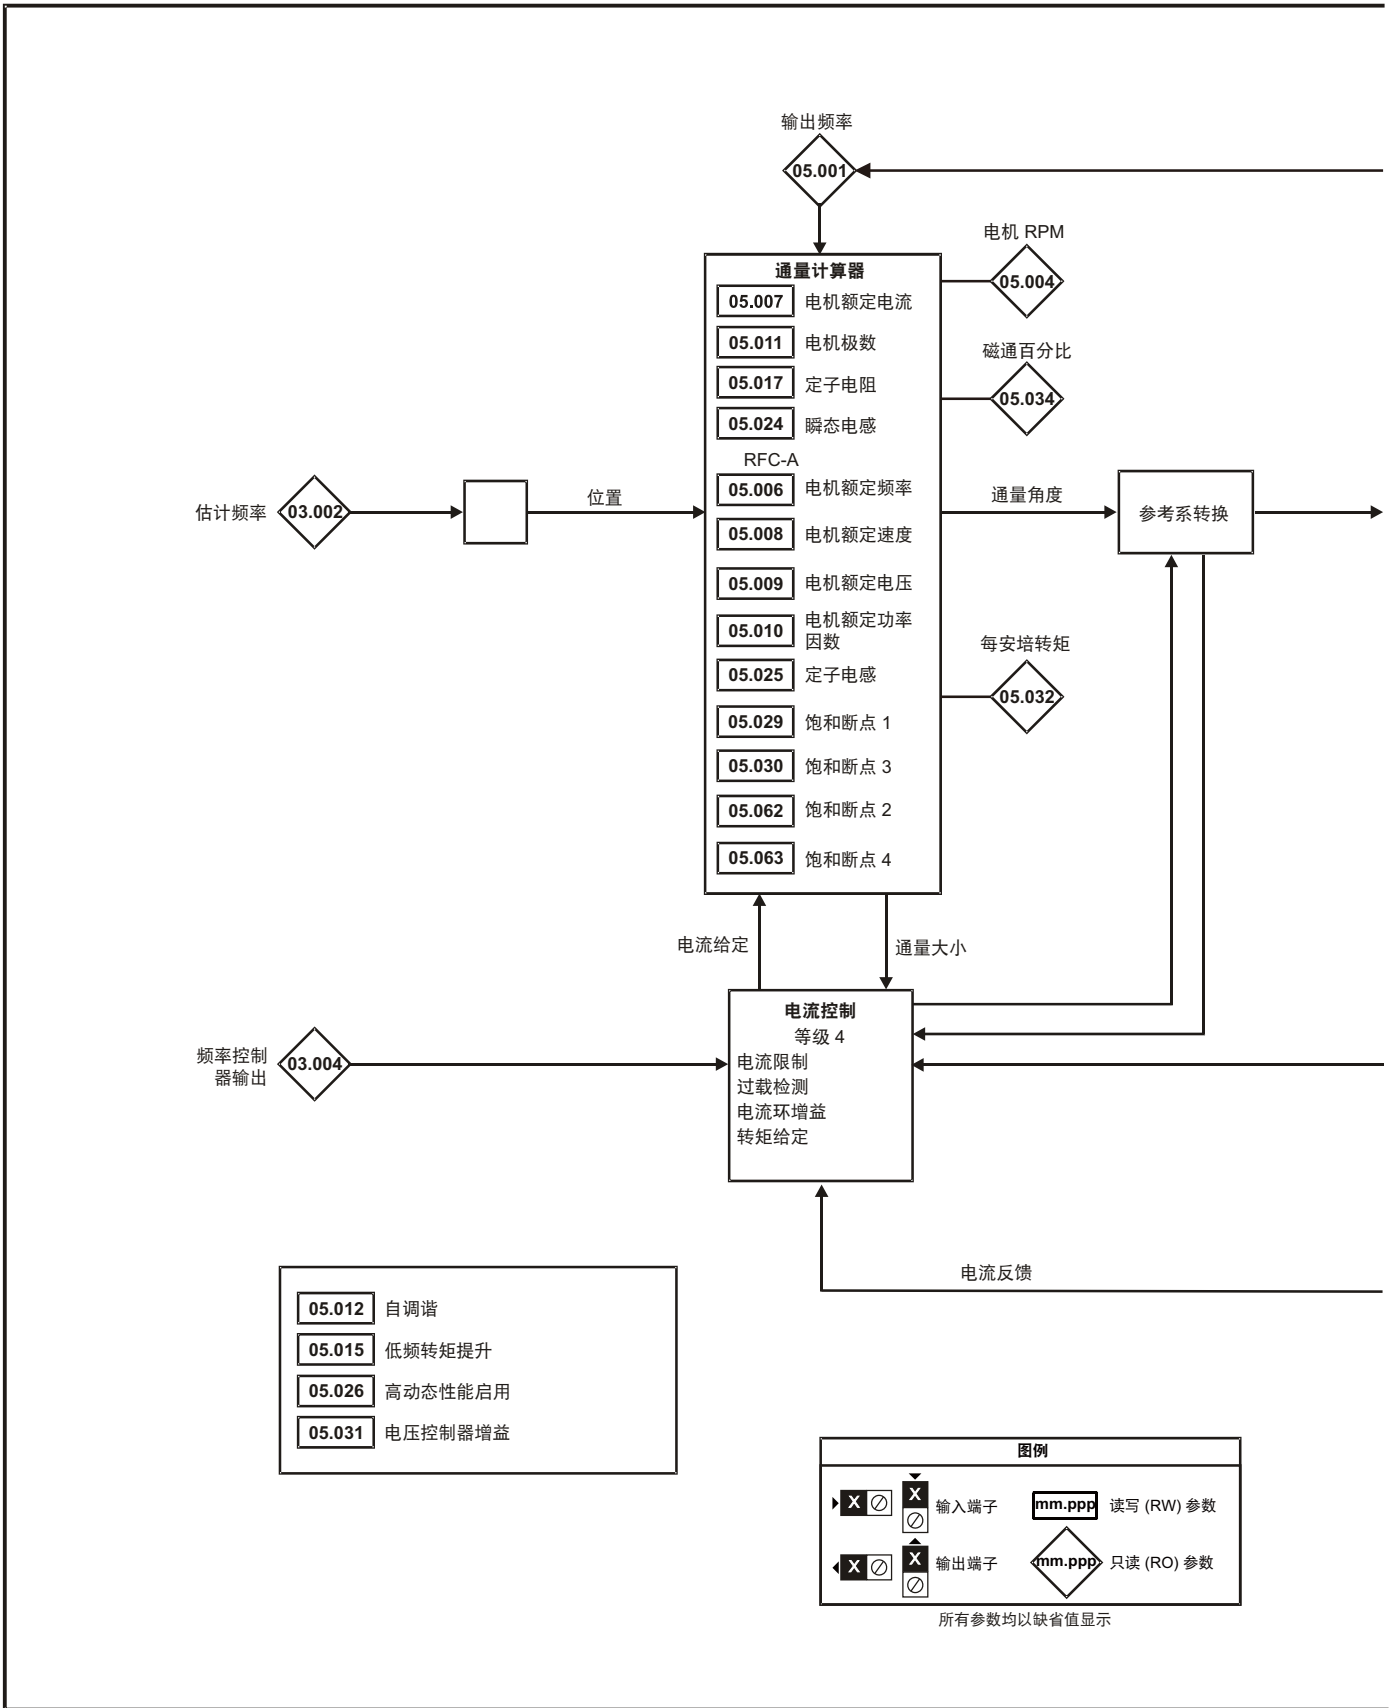 输出频率
05.001
电机 RPM
05.004
通量计算器
05.007 电机额定电流
05.011 电机极数
磁通百分比
05.034
05.017 定子电阻
05.024 瞬态电感
RFC-A
05.006 电机额定频率
05.008 电机额定速度
05.009 电机额定电压
05.010 电机额定功率
因数
05.025 定子电感
05.029 饱和断点 1
05.030 饱和断点 3
05.062 饱和断点 2
05.063 饱和断点 4
估计频率 03.002
位置
通量角度
参考系转换
每安培转矩
05.032
电流给定
通量大小
频率控制
器输出
03.004
电流控制
等级 4
电流限制
过载检测
电流环增益
转矩给定
电流反馈
05.012 自调谐
05.015 低频转矩提升
05.026 高动态性能启用
05.031 电压控制器增益
图例
X X 输入端子 mm.ppp 读写 (RW) 参数
X X 输出端子 mm.ppp 只读 (RO) 参数
所有参数均以缺省值显示